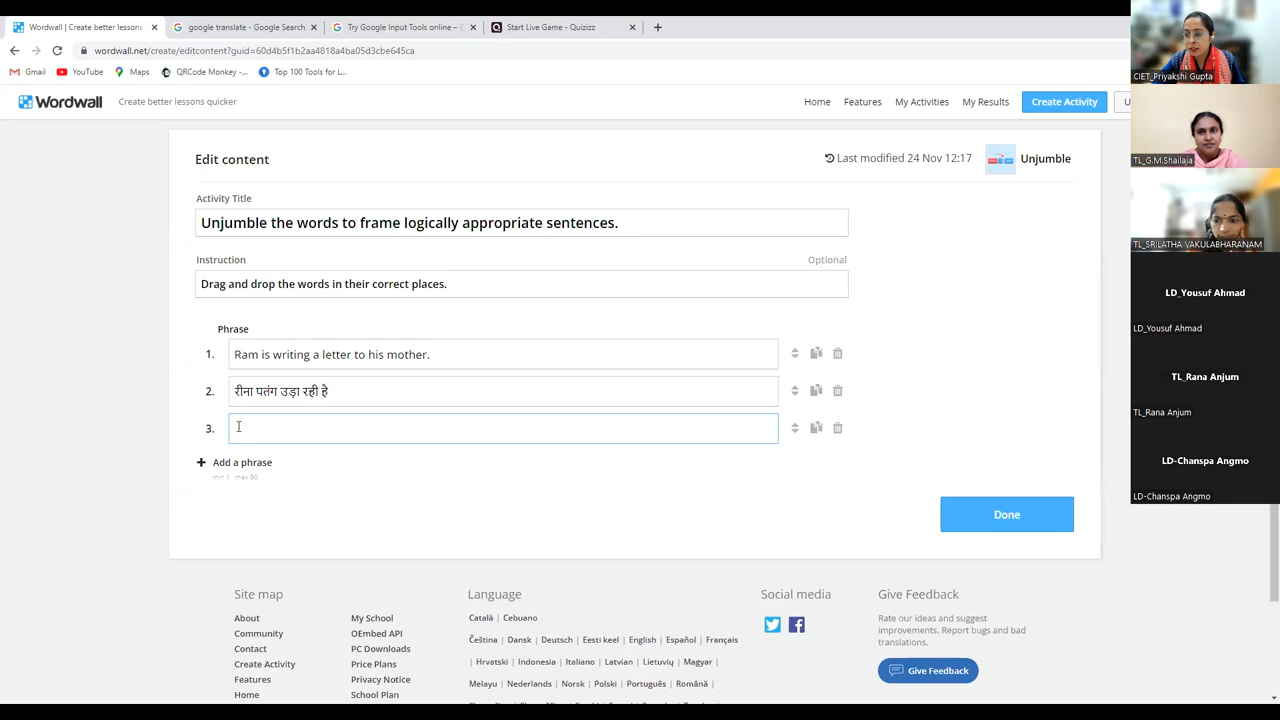 Wordwall | Create better lessons
google translate - Google Search
Try Google Input Tools online –
Start Live Game - Quizizz
wordwall.net/create/editcontent?guid=60d4b5f1b2aa4818a4ba05d3cbe645ca
Gmail YouTube Maps QRCode Monkey -... Top 100 Tools for L...
Wordwall Create better lessons quicker
Home Features My Activities My Results Create Activity U
Edit content
Last modified 24 Nov 12:17 Unjumble
Activity Title
Unjumble the words to frame logically appropriate sentences.
Instruction Optional
Drag and drop the words in their correct places.
Phrase
1. Ram is writing a letter to his mother.
2. रीना पतंग उड़ा रही है
3.
+ Add a phrase
min 1 max 50
Done
Site map
About
Community
Contact
Create Activity
Features
Home
My School
OEmbed API
PC Downloads
Price Plans
Privacy Notice
School Plan
Language
Català | Cebuano
Čeština | Dansk | Deutsch | Eesti keel | English | Español | Français
| Hrvatski | Indonesia | Italiano | Latvian | Lietuvių | Magyar |
Melayu | Nederlands | Norsk | Polski | Português | Română |
Social media
Give Feedback
Rate our ideas and suggest
improvements. Report bugs and bad
translations.
Give Feedback
CIET_Priyakshi Gupta
TL_G.M.Shailaja
TL_SRILATHA VAKULABHARANAM
LD_Yousuf Ahmad
LD_Yousuf Ahmad
TL_Rana Anjum
TL_Rana Anjum
LD-Chanspa Angmo
LD-Chanspa Angmo